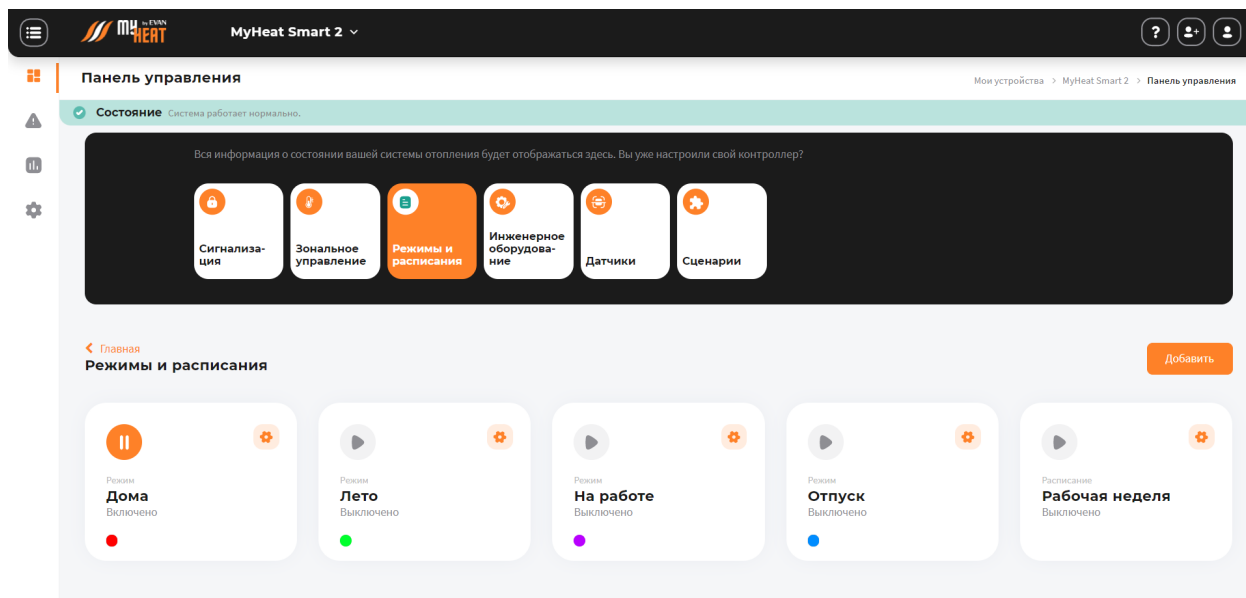 MY by EVAN HEAT
MyHeat Smart 2
?
Панель управления
Мои устройства > MyHeat Smart 2 > Панель управления
Состояние Система работает нормально.
Вся информация о состоянии вашей системы отопления будет отображаться здесь. Вы уже настроили свой контроллер?
Сигнализа-
ция
Зональное
управление
Режимы и
расписания
Инженерное
оборудова-
ние
Датчики
Сценарии
Главная
Режимы и расписания
Добавить
Режим
Дома
Включено
Режим
Лето
Выключено
Режим
На работе
Выключено
Режим
Отпуск
Выключено
Расписание
Рабочая неделя
Выключено